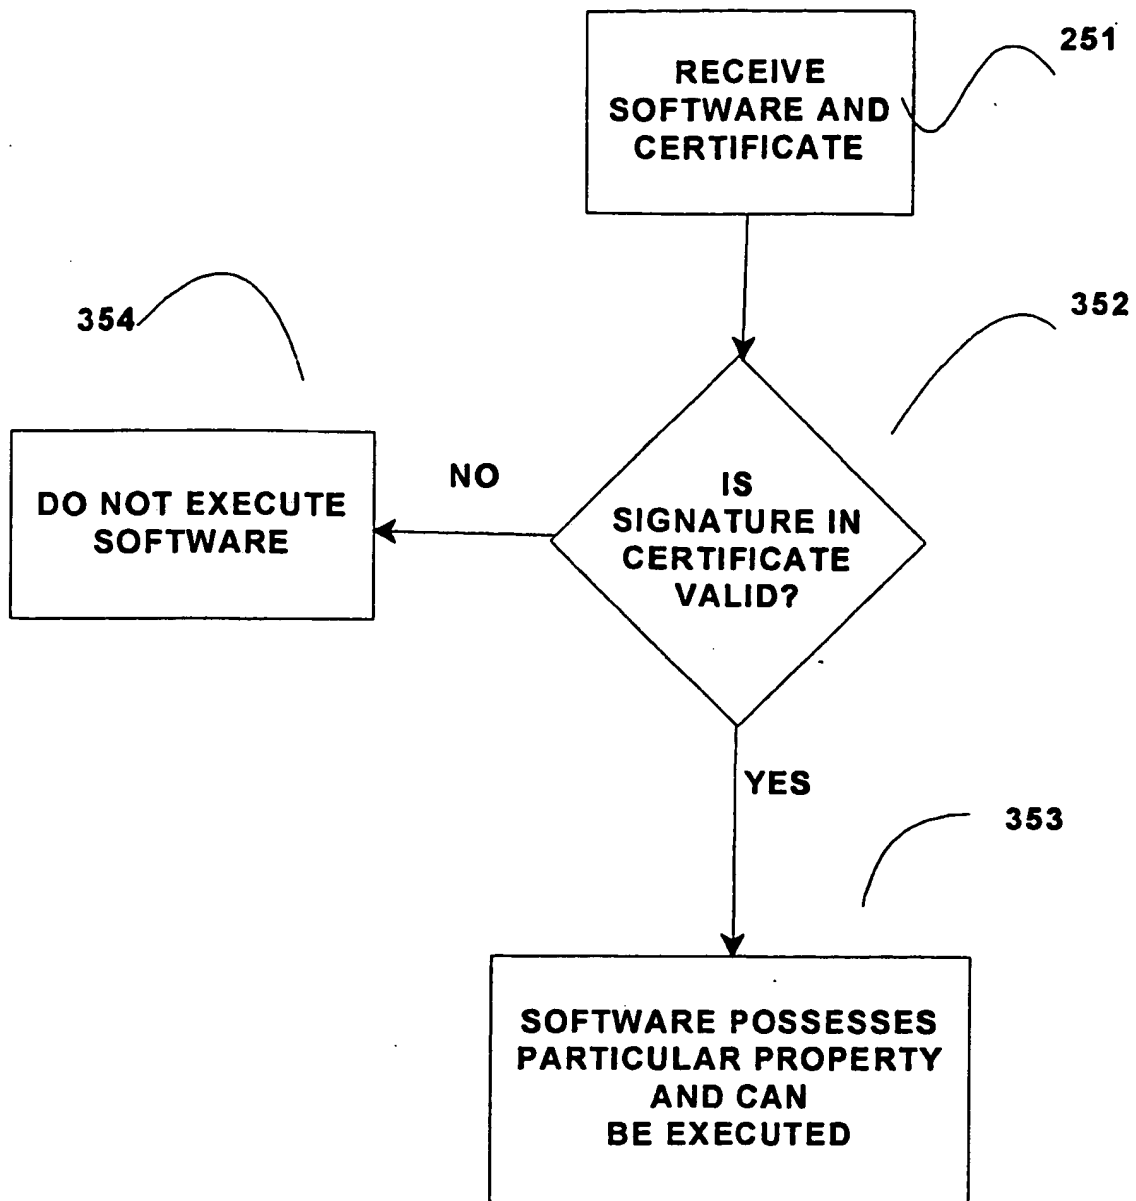 251
RECEIVE
SOFTWARE AND
CERTIFICATE
352
354
NO
DO NOT EXECUTE
SOFTWARE
IS
SIGNATURE IN
CERTIFICATE
VALID?
YES
353
SOFTWARE POSSESSES
PARTICULAR PROPERTY
AND CAN
BE EXECUTED